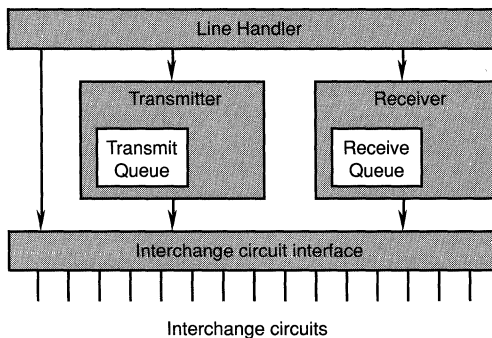 Line Handler
Transmitter
Receiver
Transmit
Queue
Receive
Queue
Interchange circuit interface
Interchange circuits